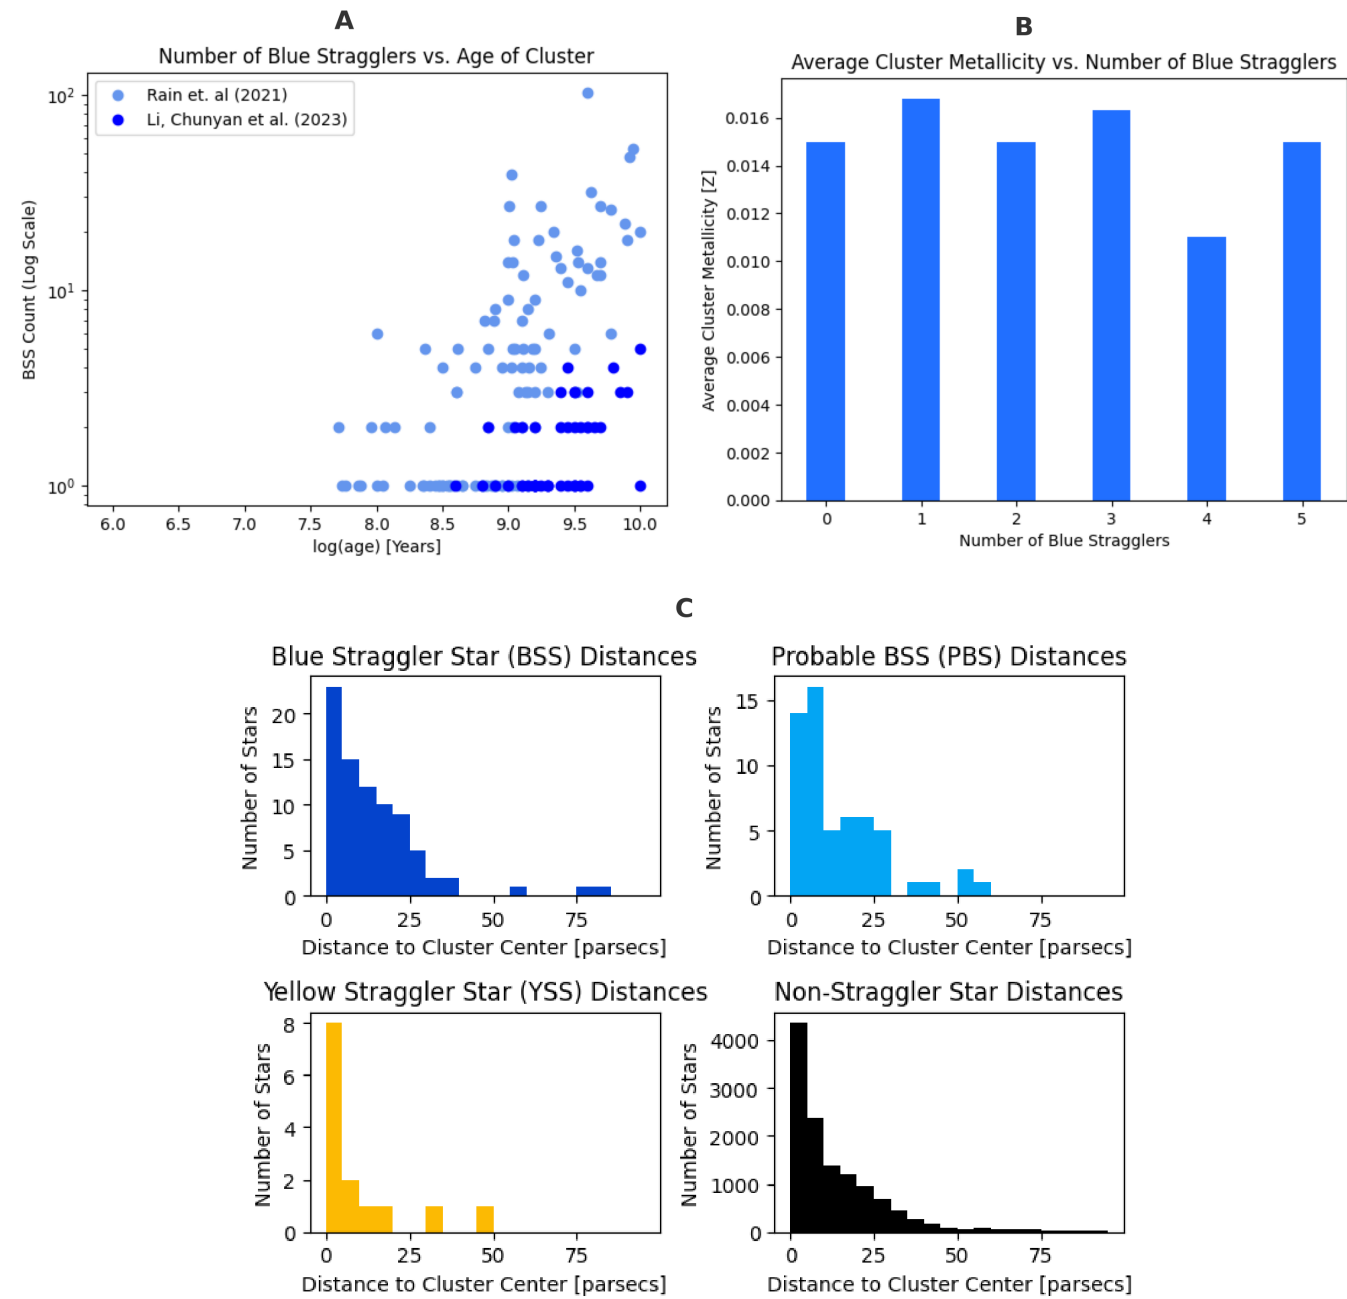 A
Number of Blue Stragglers vs. Age of Cluster
Rain et. al (2021)
Li, Chunyan et al. (2023)
BSS Count (Log Scale)
10²
10¹
10⁰
6.0 6.5 7.0 7.5 8.0 8.5 9.0 9.5 10.0
log(age) [Years]
B
Average Cluster Metallicity vs. Number of Blue Stragglers
Average Cluster Metallicity [Z]
0.016
0.014
0.012
0.010
0.008
0.006
0.004
0.002
0.000
0 1 2 3 4 5
Number of Blue Stragglers
C
Blue Straggler Star (BSS) Distances
Number of Stars
20
15
10
5
0
0 25 50 75
Distance to Cluster Center [parsecs]
Probable BSS (PBS) Distances
Number of Stars
15
10
5
0
0 25 50 75
Distance to Cluster Center [parsecs]
Yellow Straggler Star (YSS) Distances
Number of Stars
8
6
4
2
0
0 25 50 75
Distance to Cluster Center [parsecs]
Non-Straggler Star Distances
Number of Stars
4000
3000
2000
1000
0
0 25 50 75
Distance to Cluster Center [parsecs]